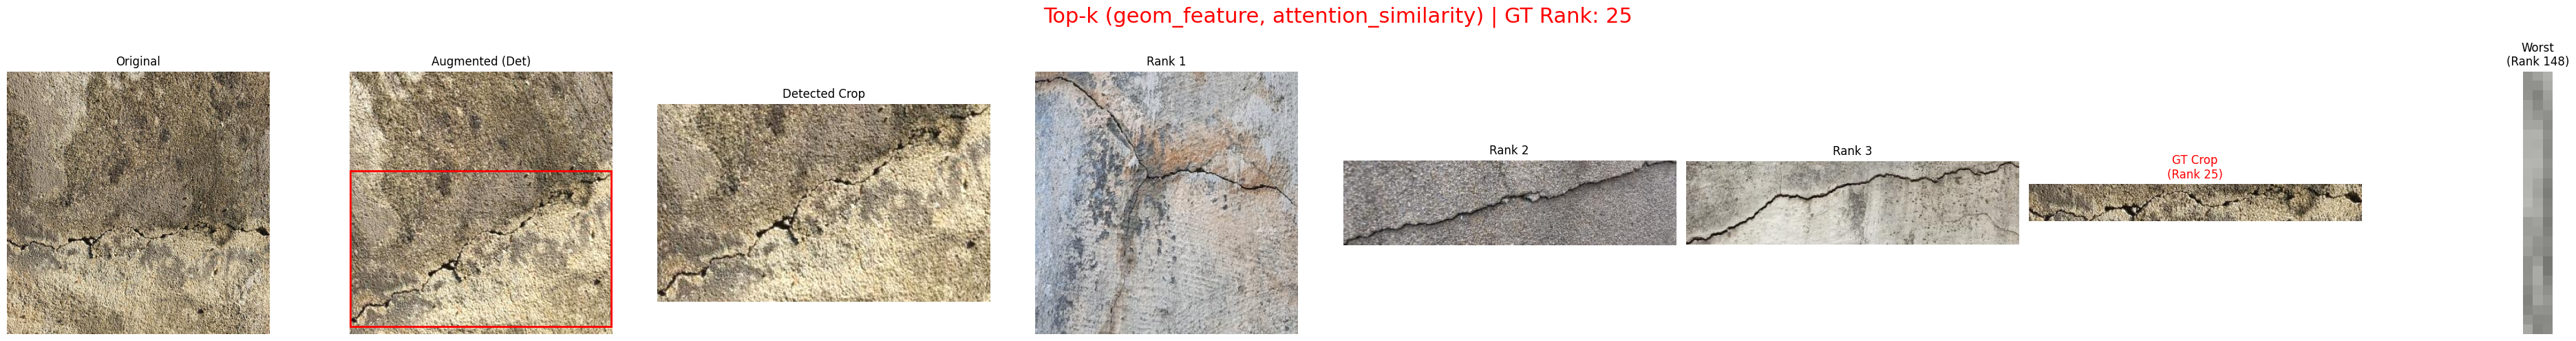 Top-k (geom_feature, attention_similarity) | GT Rank: 25
Original
Augmented (Det)
Detected Crop
Rank 1
Rank 2
Rank 3
GT Crop
(Rank 25)
Worst
(Rank 148)